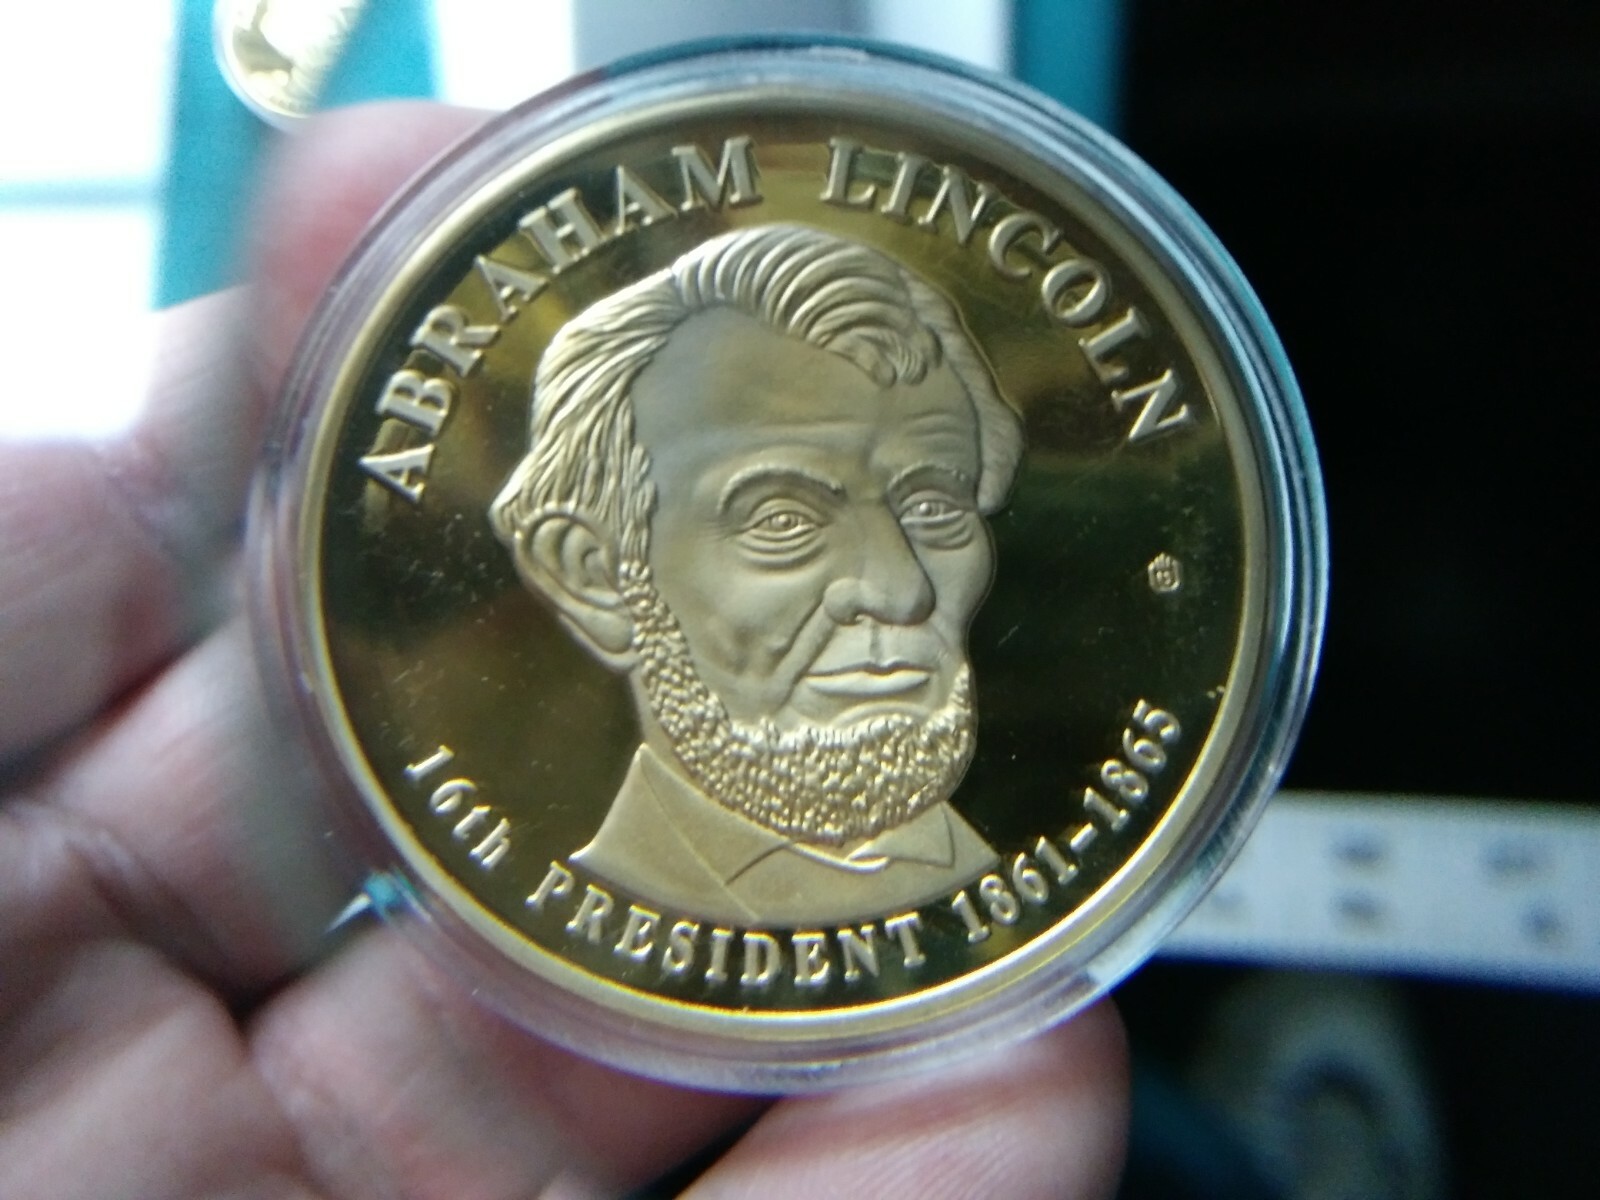 ABRAHAM LINCOLN
16th PRESIDENT 1861-1865